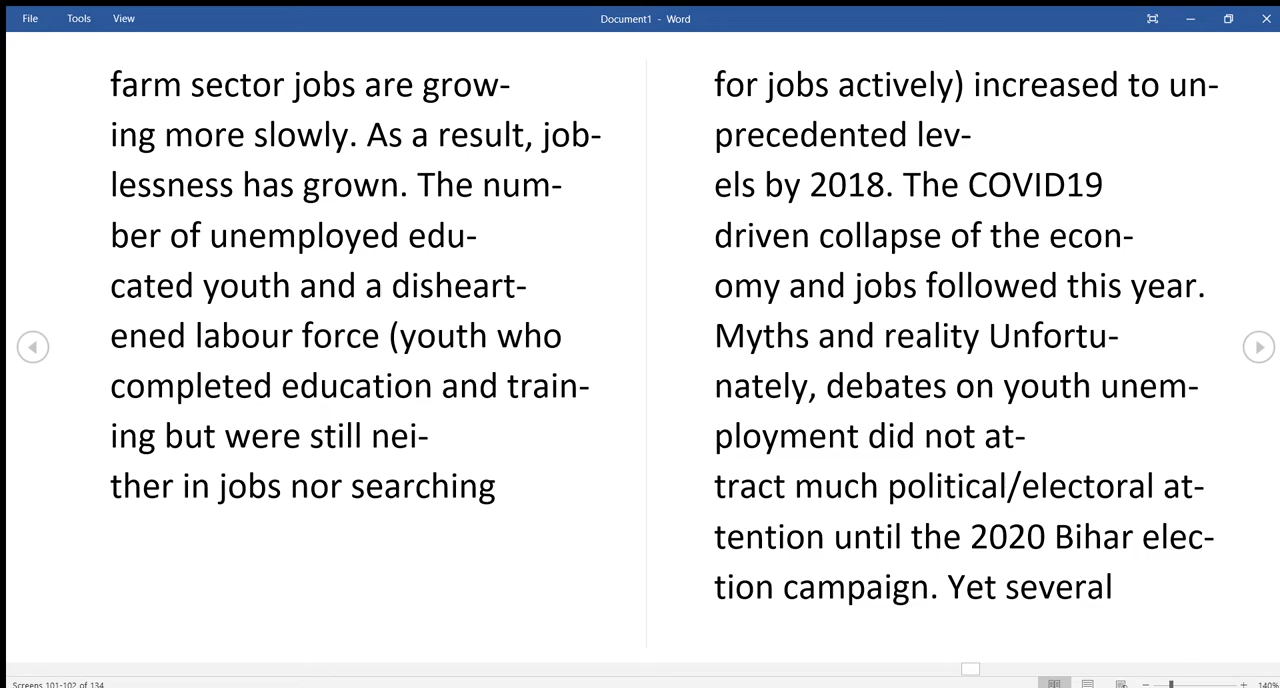 File Tools View Document1 - Word
farm sector jobs are grow-
ing more slowly. As a result, job-
lessness has grown. The num-
ber of unemployed edu-
cated youth and a disheart-
ened labour force (youth who
completed education and train-
ing but were still nei-
ther in jobs nor searching
for jobs actively) increased to un-
precedented lev-
els by 2018. The COVID19
driven collapse of the econ-
omy and jobs followed this year.
Myths and reality Unfortu-
nately, debates on youth unem-
ployment did not at-
tract much political/electoral at-
tention until the 2020 Bihar elec-
tion campaign. Yet several
Screens 101-102 of 134
140%